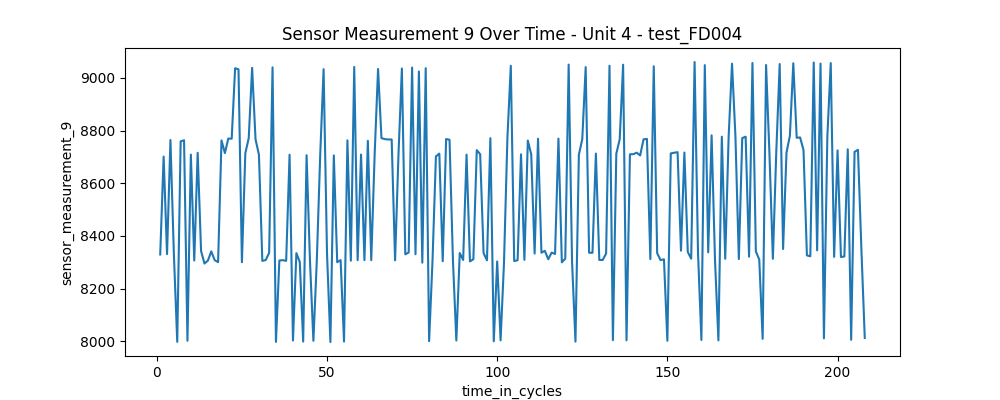 Sensor Measurement 9 Over Time - Unit 4 - test_FD004
sensor_measurement_9
9000
8800
8600
8400
8200
8000
0 50 100 150 200
time_in_cycles